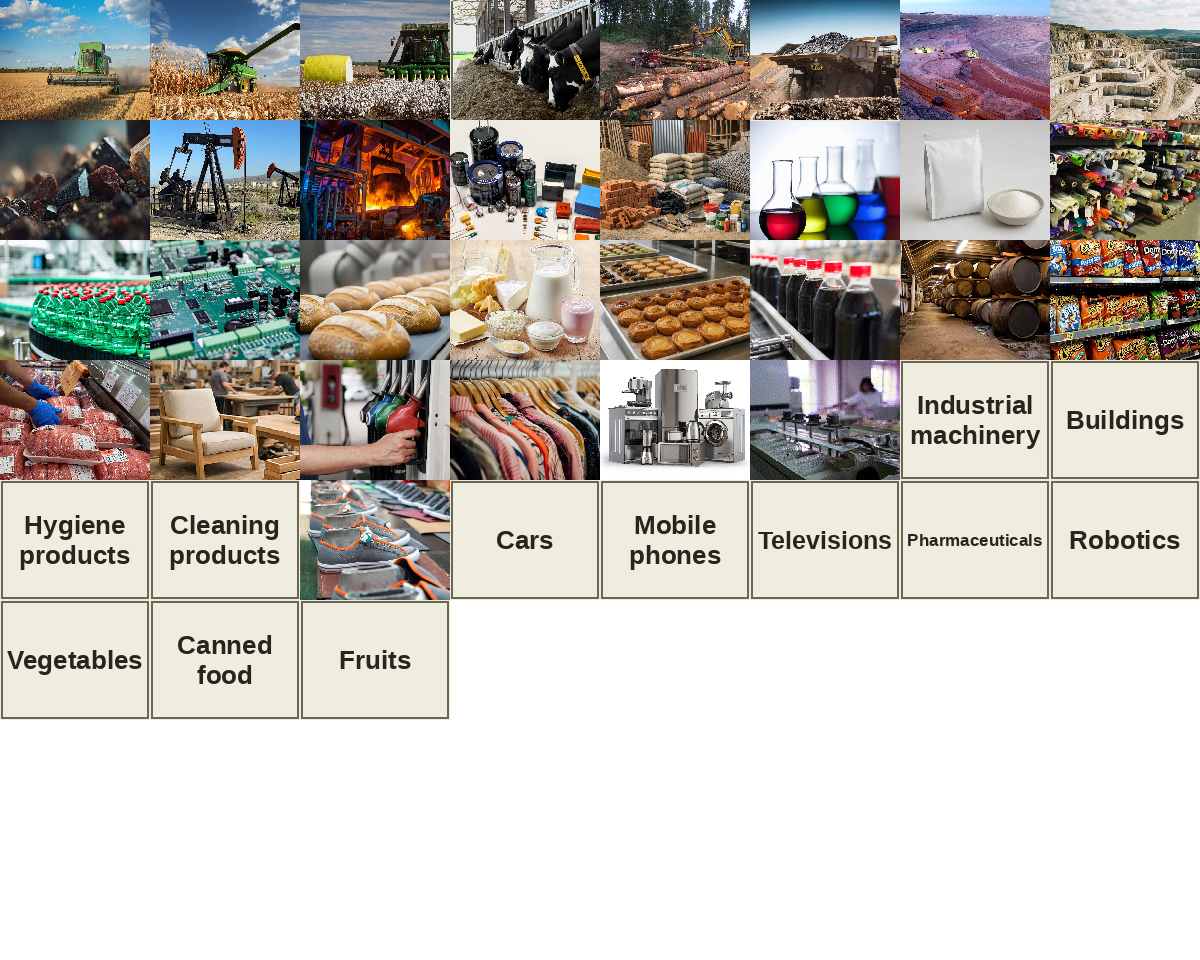 Industrial
machinery
Buildings
Hygiene
products
Cleaning
products
Cars
Mobile
phones
Televisions
Pharmaceuticals
Robotics
Vegetables
Canned
food
Fruits